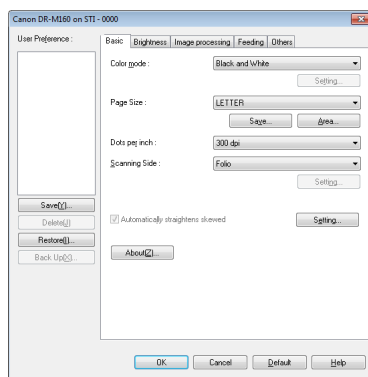 Canon DR-M160 on STI - 0000
User Preference :
Basic Brightness Image processing Feeding Others
Color mode : Black and White
Setting...
Page Size : LETTER
Save... Area...
Dots per inch : 300 dpi
Scanning Side : Folio
Setting...
Save[Y]...
Delete[J]
Restore[I]...
Back Up[X]...
Automatically straightens skewed Setting...
About[Z]...
OK Cancel Default Help